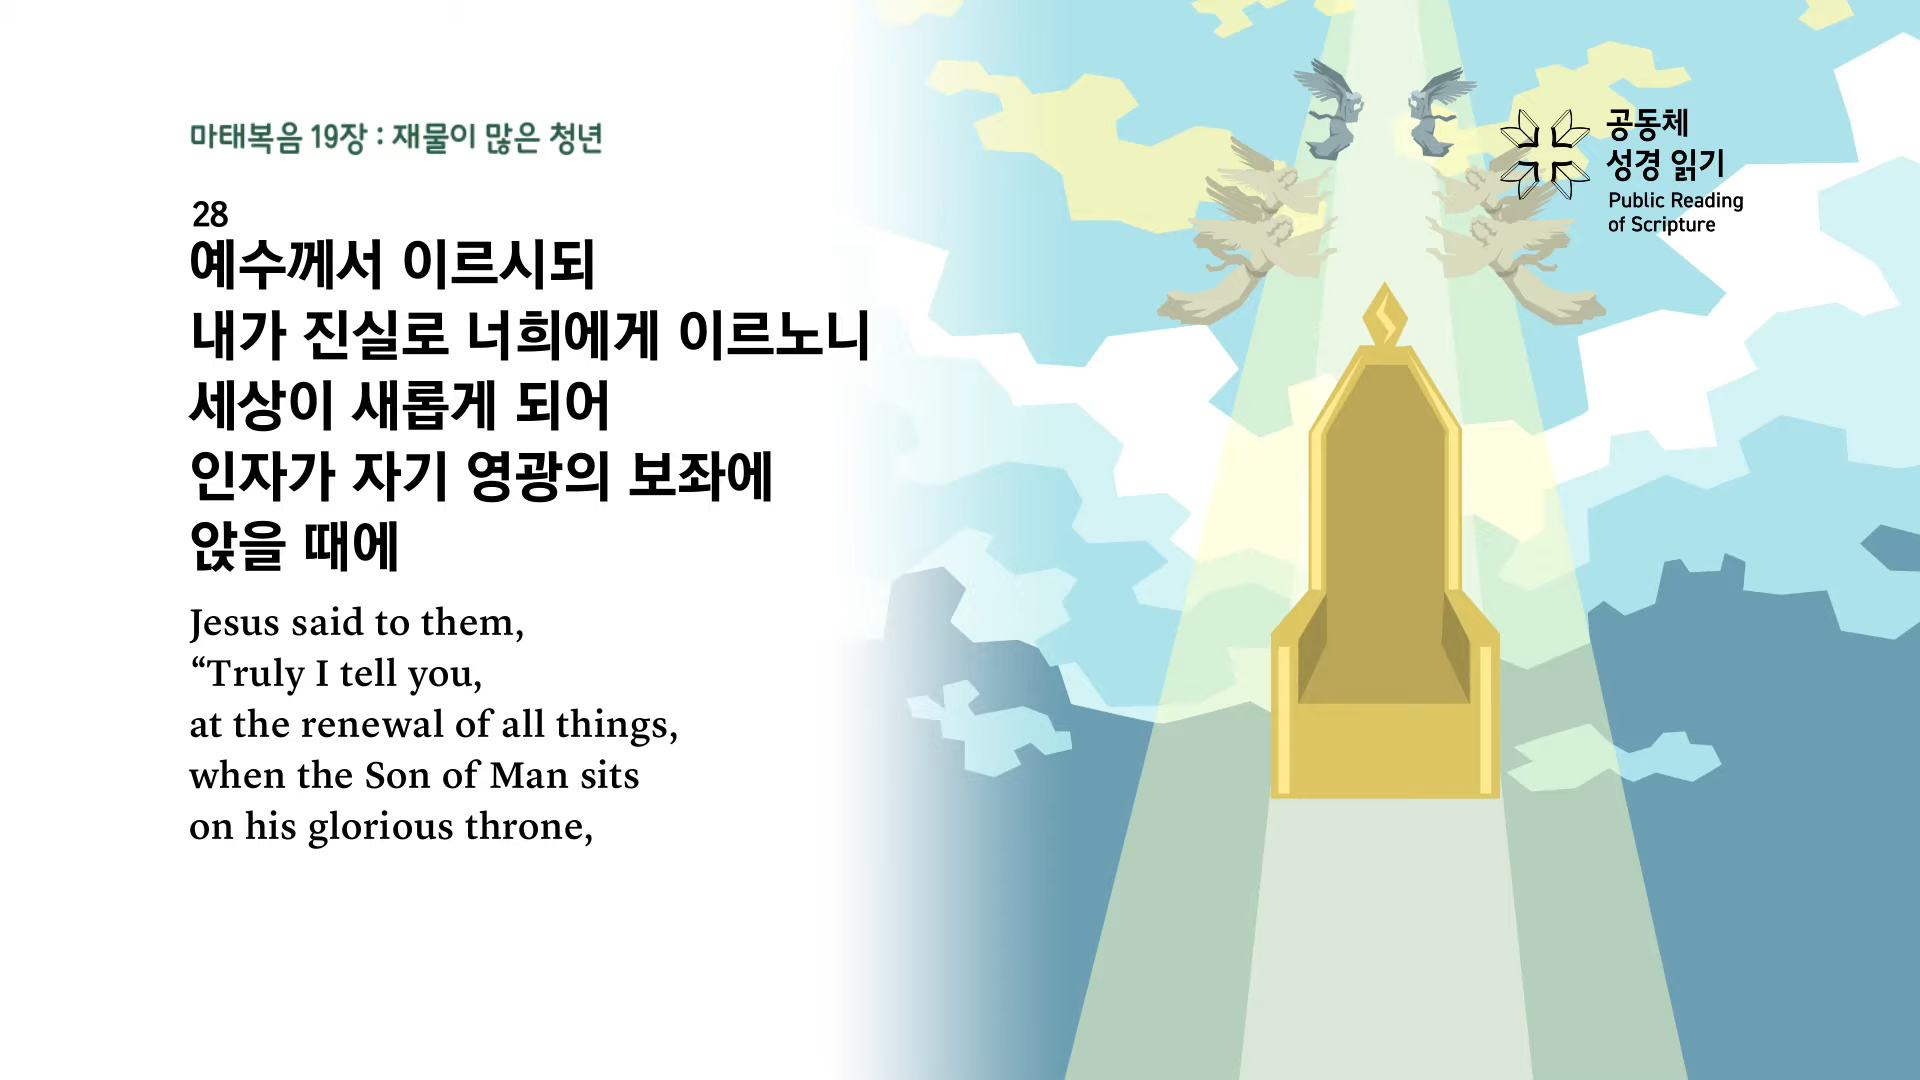 마태복음 19장 : 재물이 많은 청년
28
예수께서 이르시되
내가 진실로 너희에게 이르노니
세상이 새롭게 되어
인자가 자기 영광의 보좌에
앉을 때에
Jesus said to them,
“Truly I tell you,
at the renewal of all things,
when the Son of Man sits
on his glorious throne,
공동체
성경 읽기
Public Reading
of Scripture